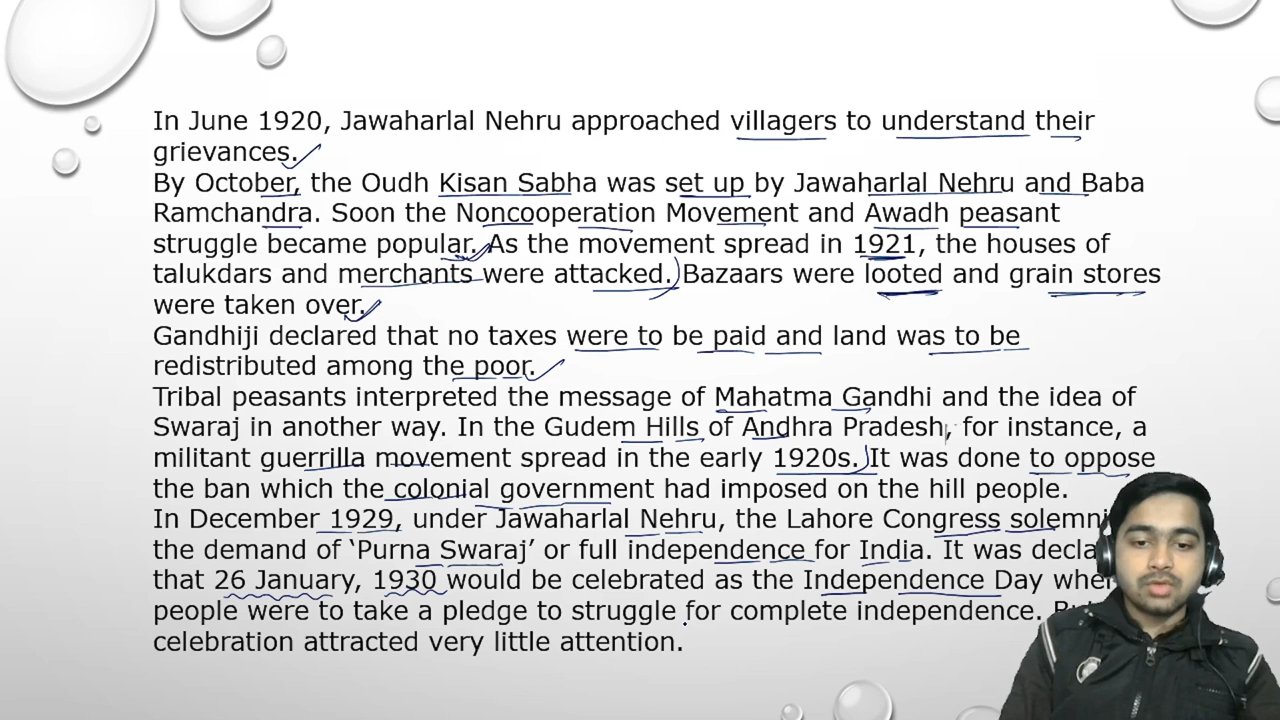 In June 1920, Jawaharlal Nehru approached villagers to understand their
grievances.
By October, the Oudh Kisan Sabha was set up by Jawaharlal Nehru and Baba
Ramchandra. Soon the Noncooperation Movement and Awadh peasant
struggle became popular. As the movement spread in 1921, the houses of
talukdars and merchants were attacked. Bazaars were looted and grain stores
were taken over.
Gandhiji declared that no taxes were to be paid and land was to be
redistributed among the poor.
Tribal peasants interpreted the message of Mahatma Gandhi and the idea of
Swaraj in another way. In the Gudem Hills of Andhra Pradesh, for instance, a
militant guerrilla movement spread in the early 1920s. It was done to oppose
the ban which the colonial government had imposed on the hill people.
In December 1929, under Jawaharlal Nehru, the Lahore Congress
the demand of ‘Purna Swaraj’ or full independence for India. It was
that 26 January, 1930 would be celebrated as the Independence Day
people were to take a pledge to struggle for complete independence.
celebration attracted very little attention.